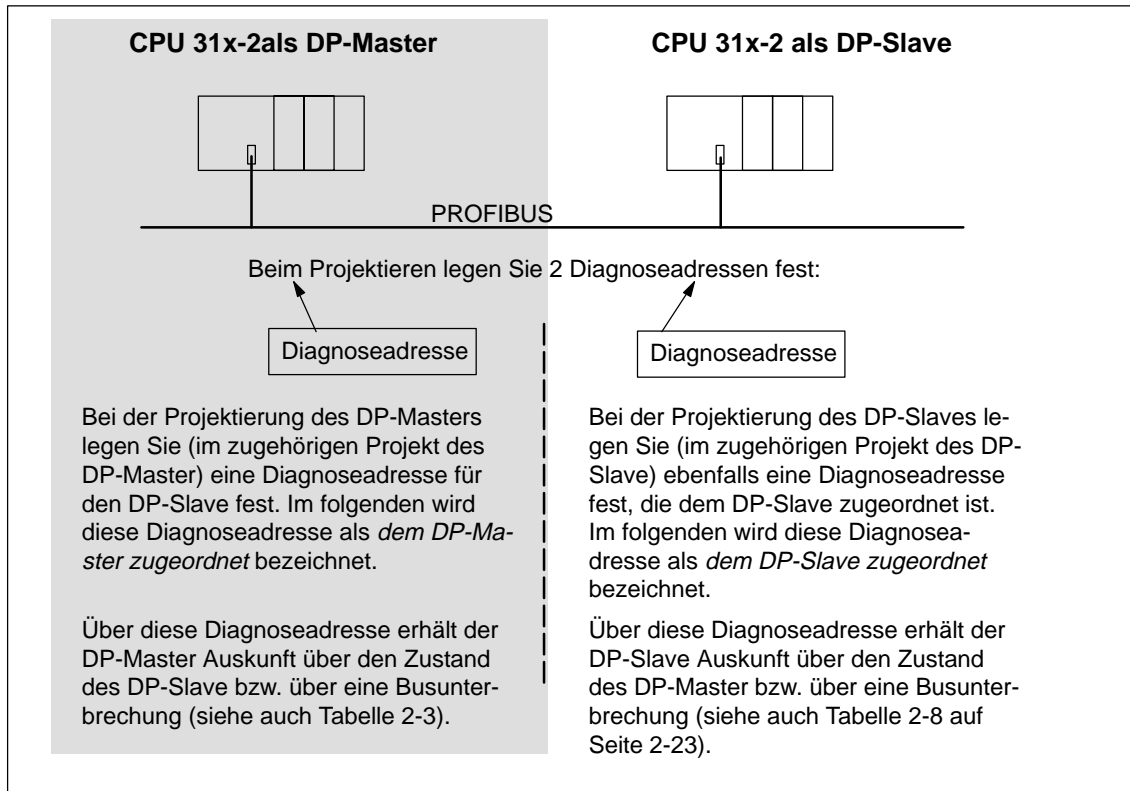 CPU 31x-2als DP-Master
CPU 31x-2 als DP-Slave
PROFIBUS
Beim Projektieren legen Sie 2 Diagnoseadressen fest:
Diagnoseadresse
Diagnoseadresse
Bei der Projektierung des DP-Masters
legen Sie (im zugehörigen Projekt des
DP-Master) eine Diagnoseadresse für
den DP-Slave fest. Im folgenden wird
diese Diagnoseadresse als dem DP-Ma-
ster zugeordnet bezeichnet.
Über diese Diagnoseadresse erhält der
DP-Master Auskunft über den Zustand
des DP-Slave bzw. über eine Busunter-
brechung (siehe auch Tabelle 2-3).
Bei der Projektierung des DP-Slaves le-
gen Sie (im zugehörigen Projekt des DP-
Slave) ebenfalls eine Diagnoseadresse
fest, die dem DP-Slave zugeordnet ist.
Im folgenden wird diese Diagnosea-
dresse als dem DP-Slave zugeordnet
bezeichnet.
Über diese Diagnoseadresse erhält der
DP-Slave Auskunft über den Zustand
des DP-Master bzw. über eine Busunter-
brechung (siehe auch Tabelle 2-8 auf
Seite 2-23).